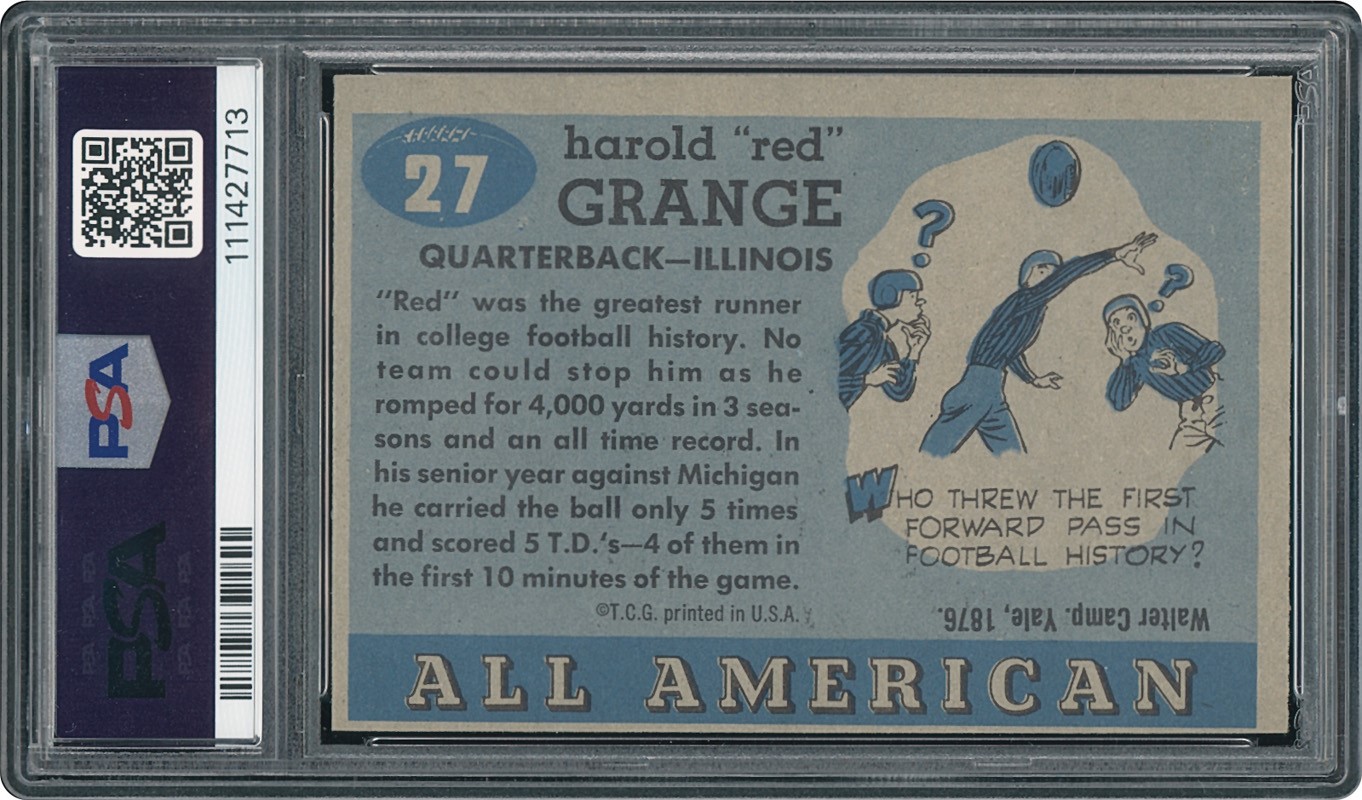 PSA
111427713
PSA
27
harold "red"
GRANGE
QUARTERBACK—ILLINOIS
"Red" was the greatest runner
in college football history. No
team could stop him as he
romped for 4,000 yards in 3 sea-
sons and an all time record. In
his senior year against Michigan
he carried the ball only 5 times
and scored 5 T.D.'s—4 of them in
the first 10 minutes of the game.
©T.C.G. printed in U.S.A.
?
?
WHO THREW THE FIRST
FORWARD PASS IN
FOOTBALL HISTORY?
Walter Camp. Yale, 1876.
ALL AMERICAN